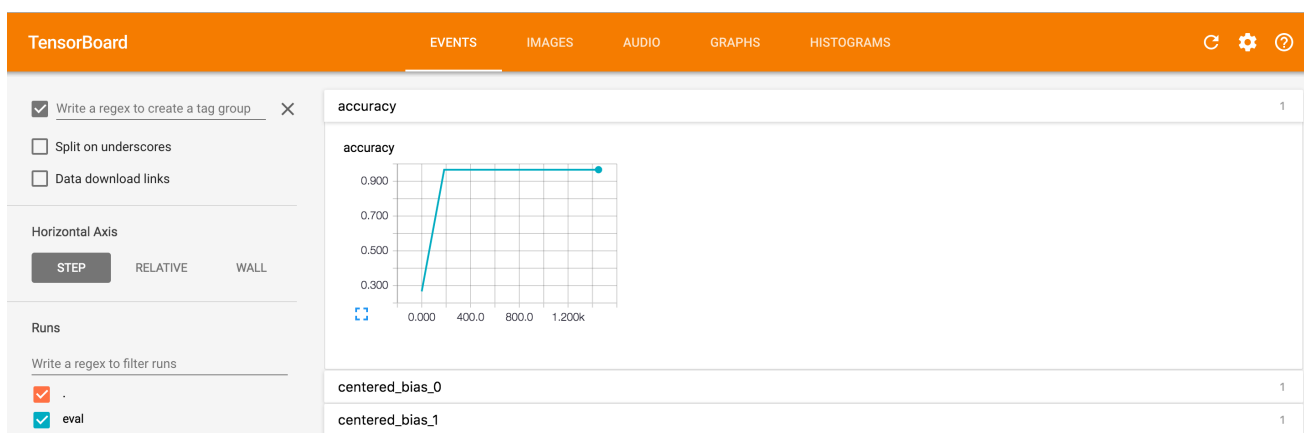 TensorBoard EVENTS IMAGES AUDIO GRAPHS HISTOGRAMS
Write a regex to create a tag group
Split on underscores
Data download links
Horizontal Axis
STEP RELATIVE WALL
Runs
Write a regex to filter runs
.
eval
accuracy 1
accuracy
0.900
0.700
0.500
0.300
0.000 400.0 800.0 1.200k
centered_bias_0 1
centered_bias_1 1